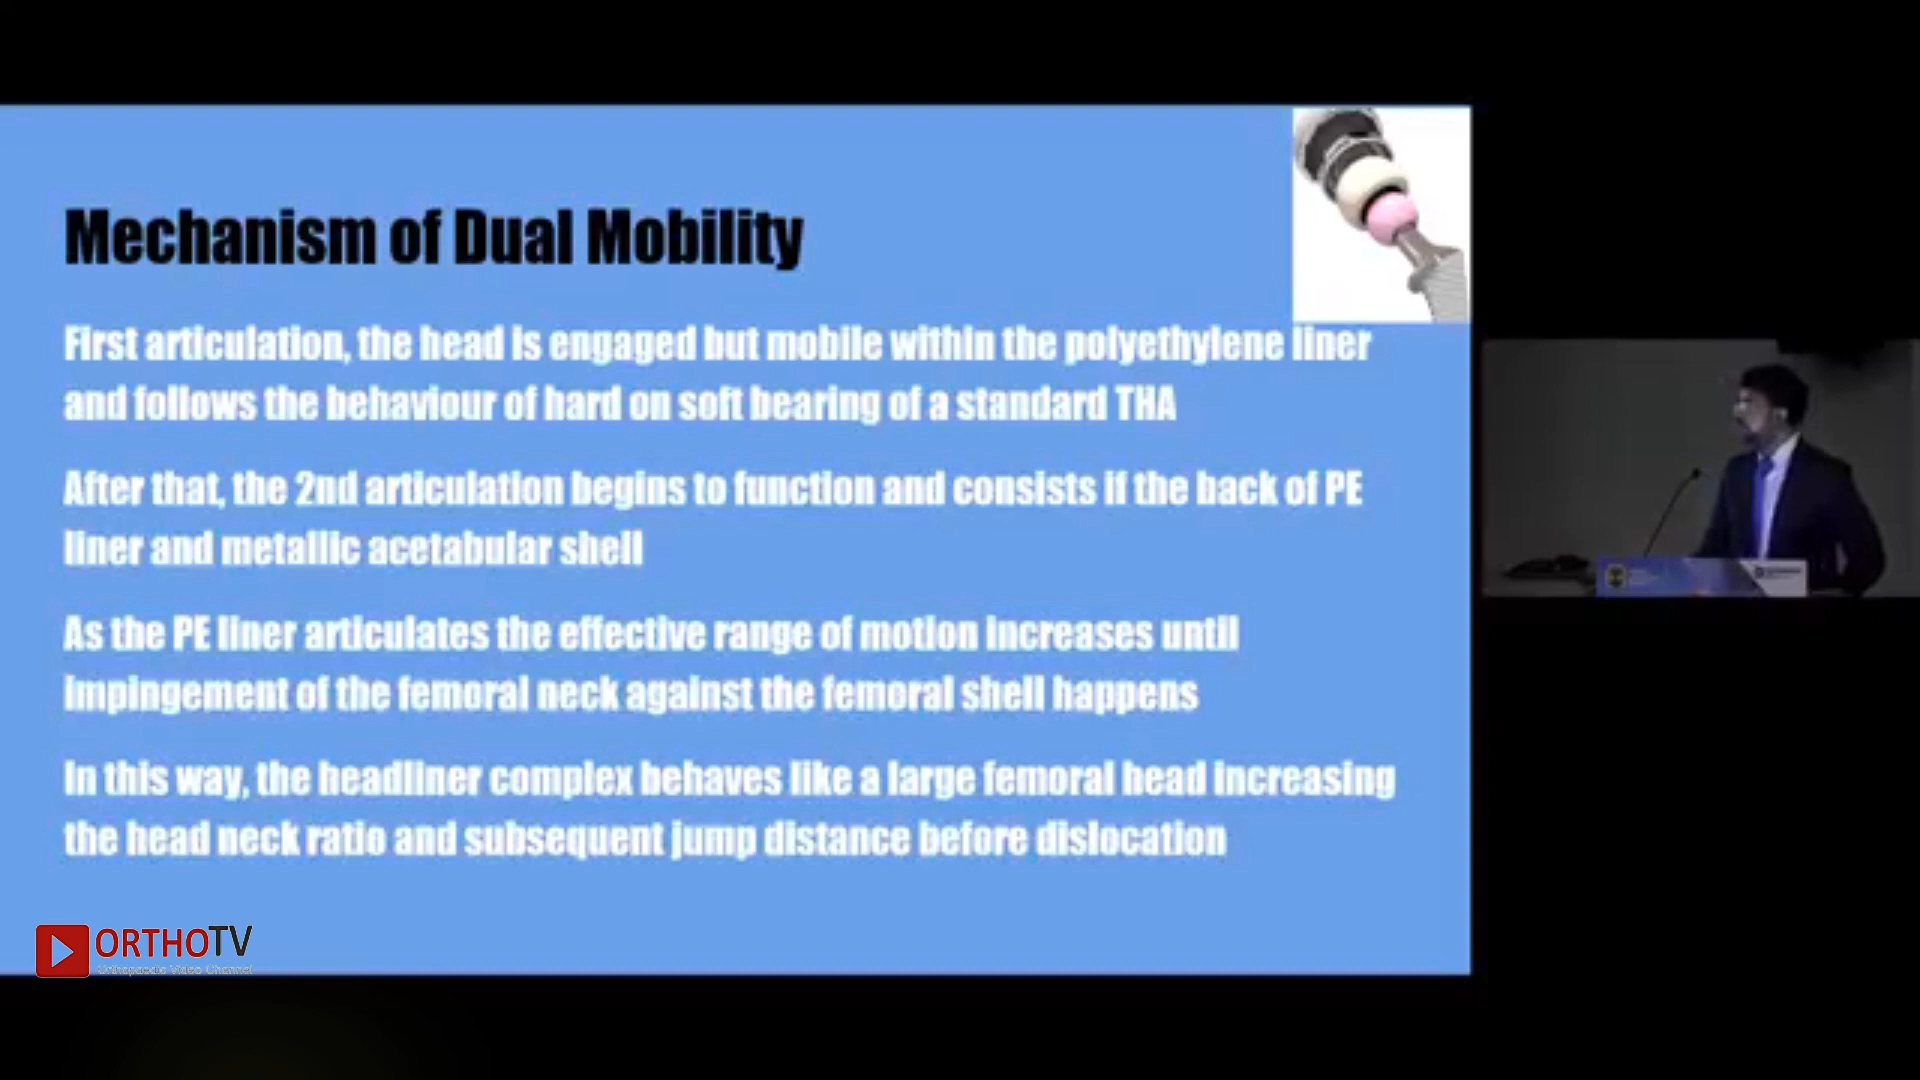 Mechanism of Dual Mobility
First articulation, the head is engaged but mobile within the polyethylene liner
and follows the behaviour of hard on soft bearing of a standard THA
After that, the 2nd articulation begins to function and consists if the back of PE
liner and metallic acetabular shell
As the PE liner articulates the effective range of motion increases until
impingement of the femoral neck against the femoral shell happens
In this way, the headliner complex behaves like a large femoral head increasing
the head neck ratio and subsequent jump distance before dislocation
ORTHOTV
Orthopaedic Video Channel